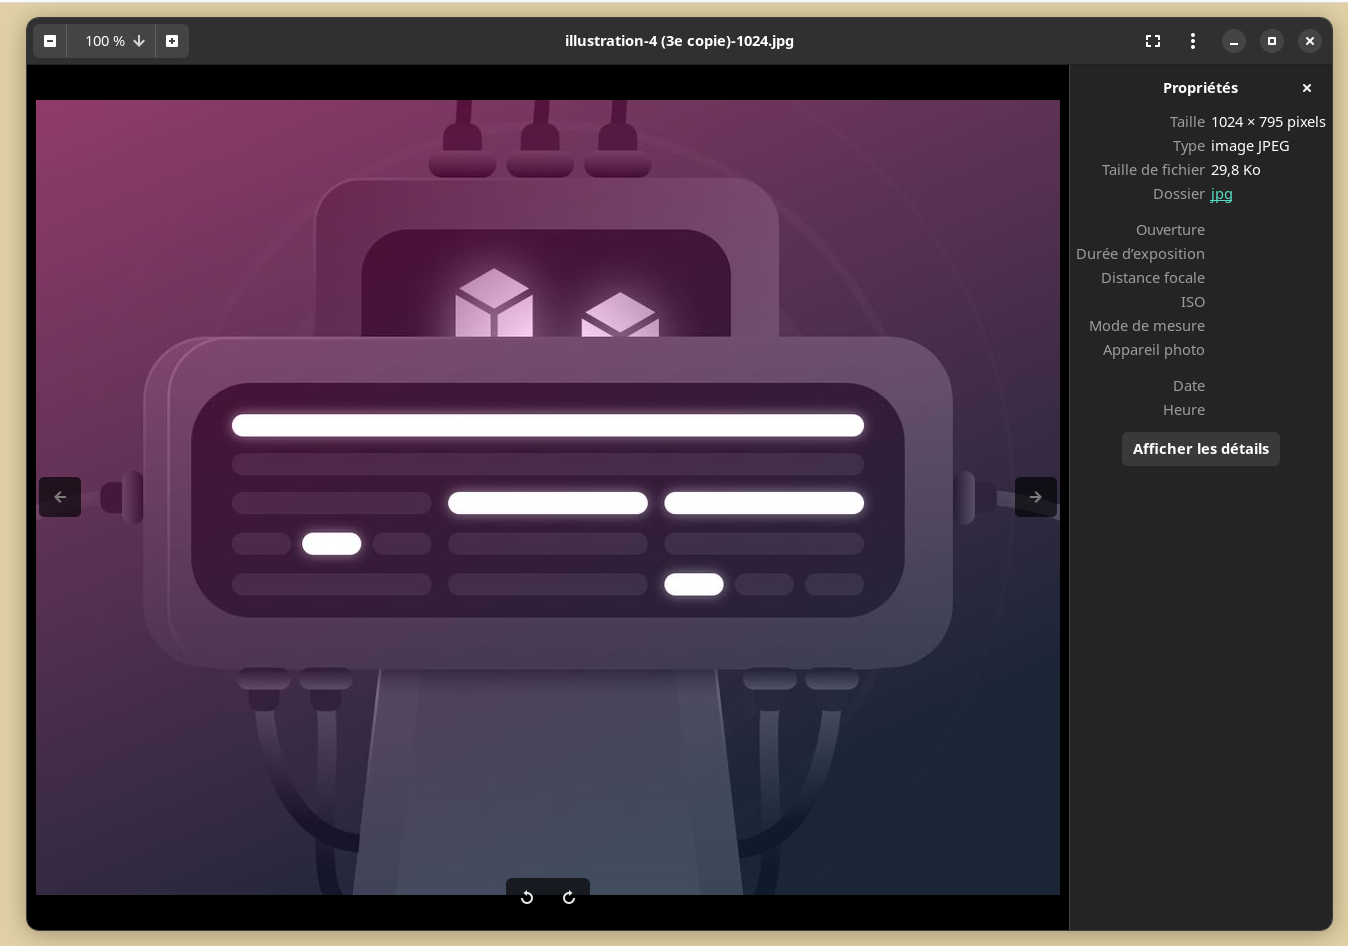 100 %
illustration-4 (3e copie)-1024.jpg
Propriétés
Taille 1024 × 795 pixels
Type image JPEG
Taille de fichier 29,8 Ko
Dossier jpg
Ouverture
Durée d’exposition
Distance focale
ISO
Mode de mesure
Appareil photo
Date
Heure
Afficher les détails